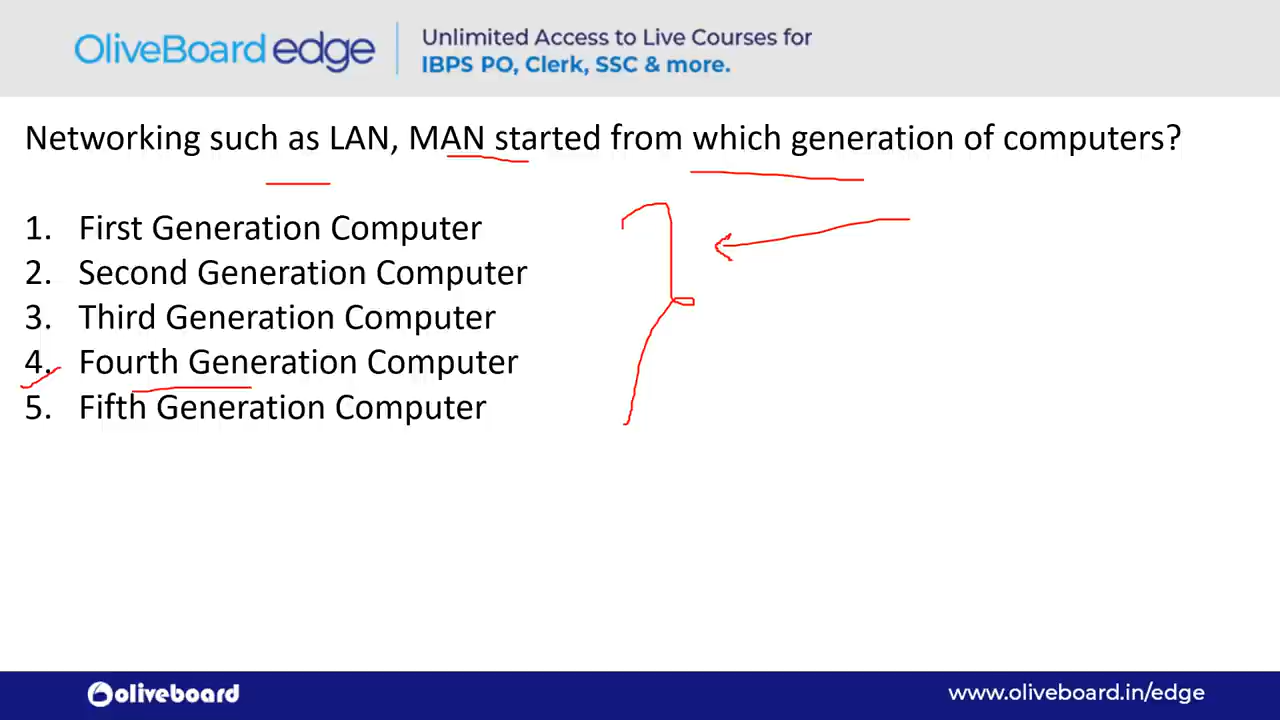 OliveBoard edge
Unlimited Access to Live Courses for
IBPS PO, Clerk, SSC & more.
Networking such as LAN, MAN started from which generation of computers?
1. First Generation Computer
2. Second Generation Computer
3. Third Generation Computer
4. Fourth Generation Computer
5. Fifth Generation Computer
oliveboard
www.oliveboard.in/edge